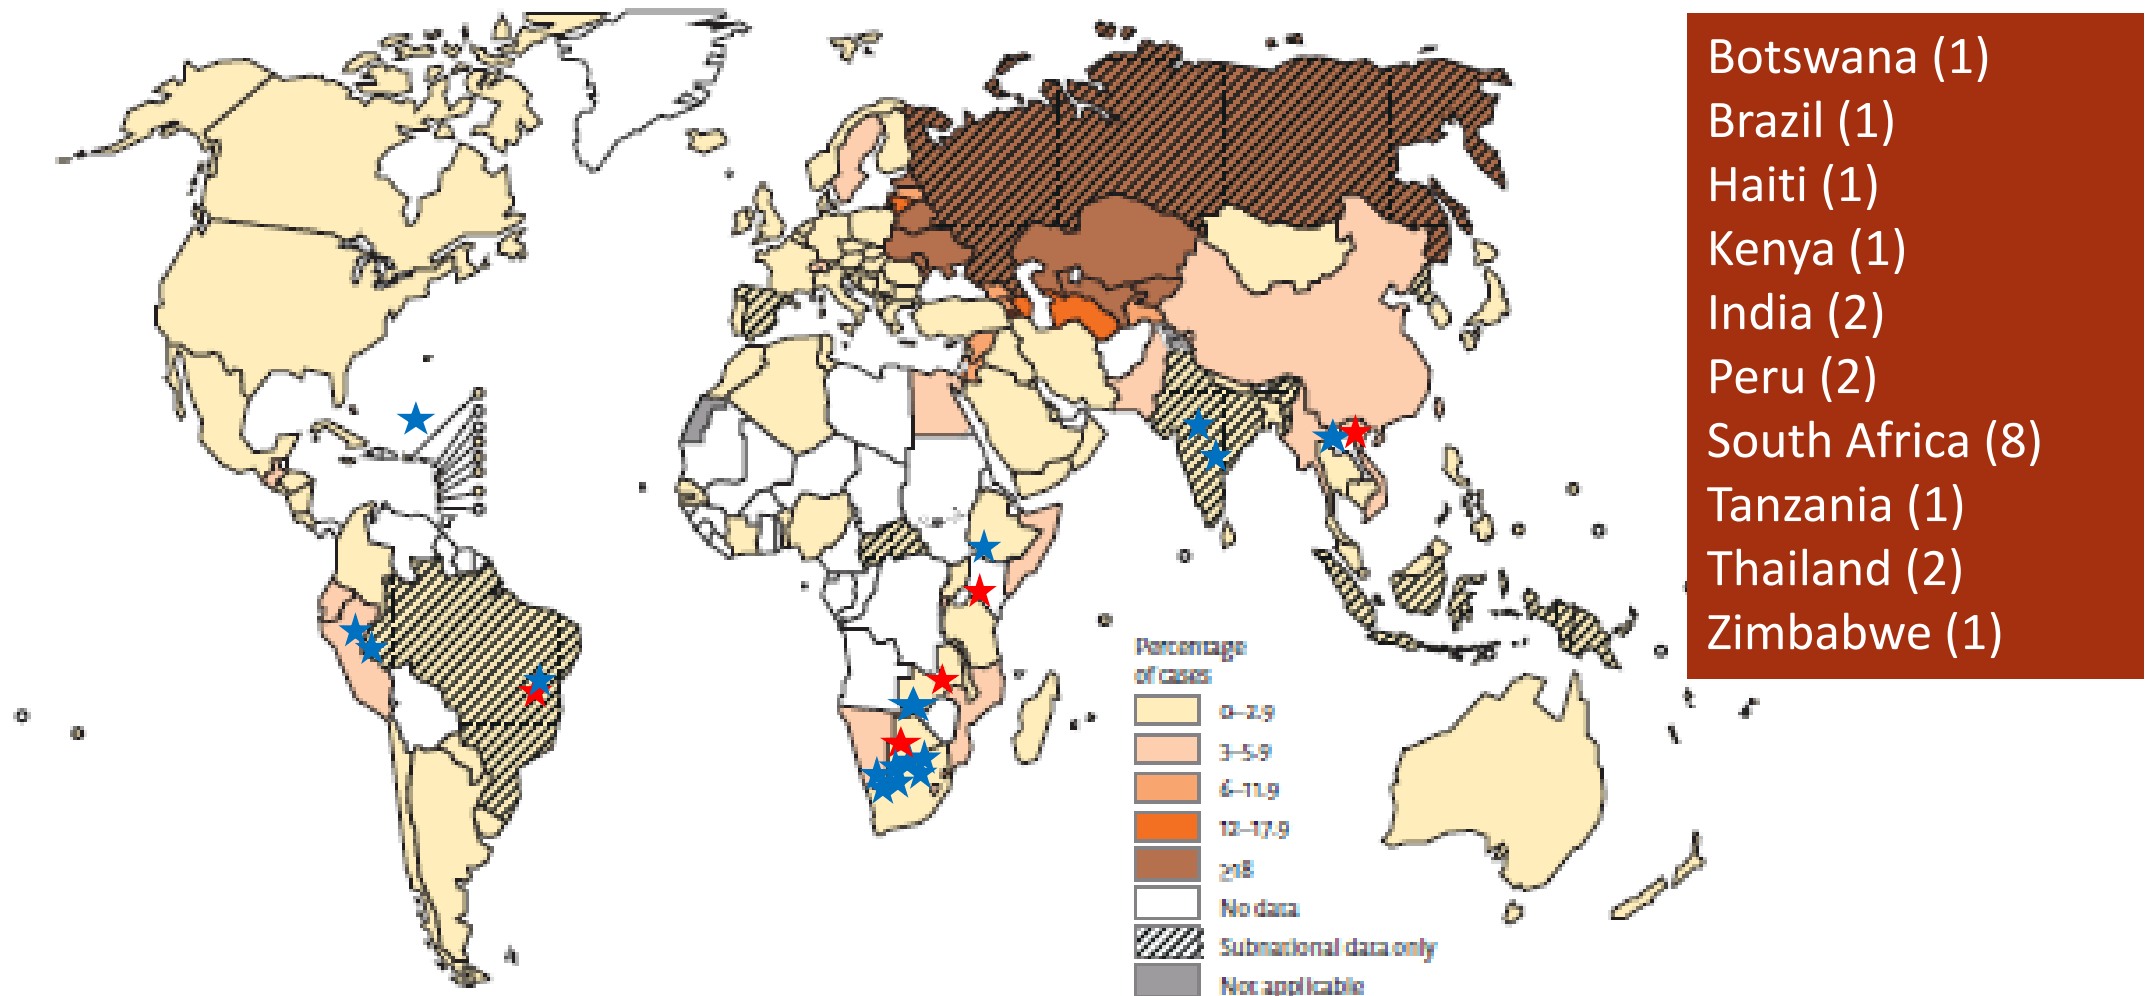 Botswana (1)
Brazil (1)
Haiti (1)
Kenya (1)
India (2)
Peru (2)
South Africa (8)
Tanzania (1)
Thailand (2)
Zimbabwe (1)
Percentage
of cases
0–2.9
3–5.9
6–11.9
12–17.9
≥18
No data
Subnational data only
Not applicable